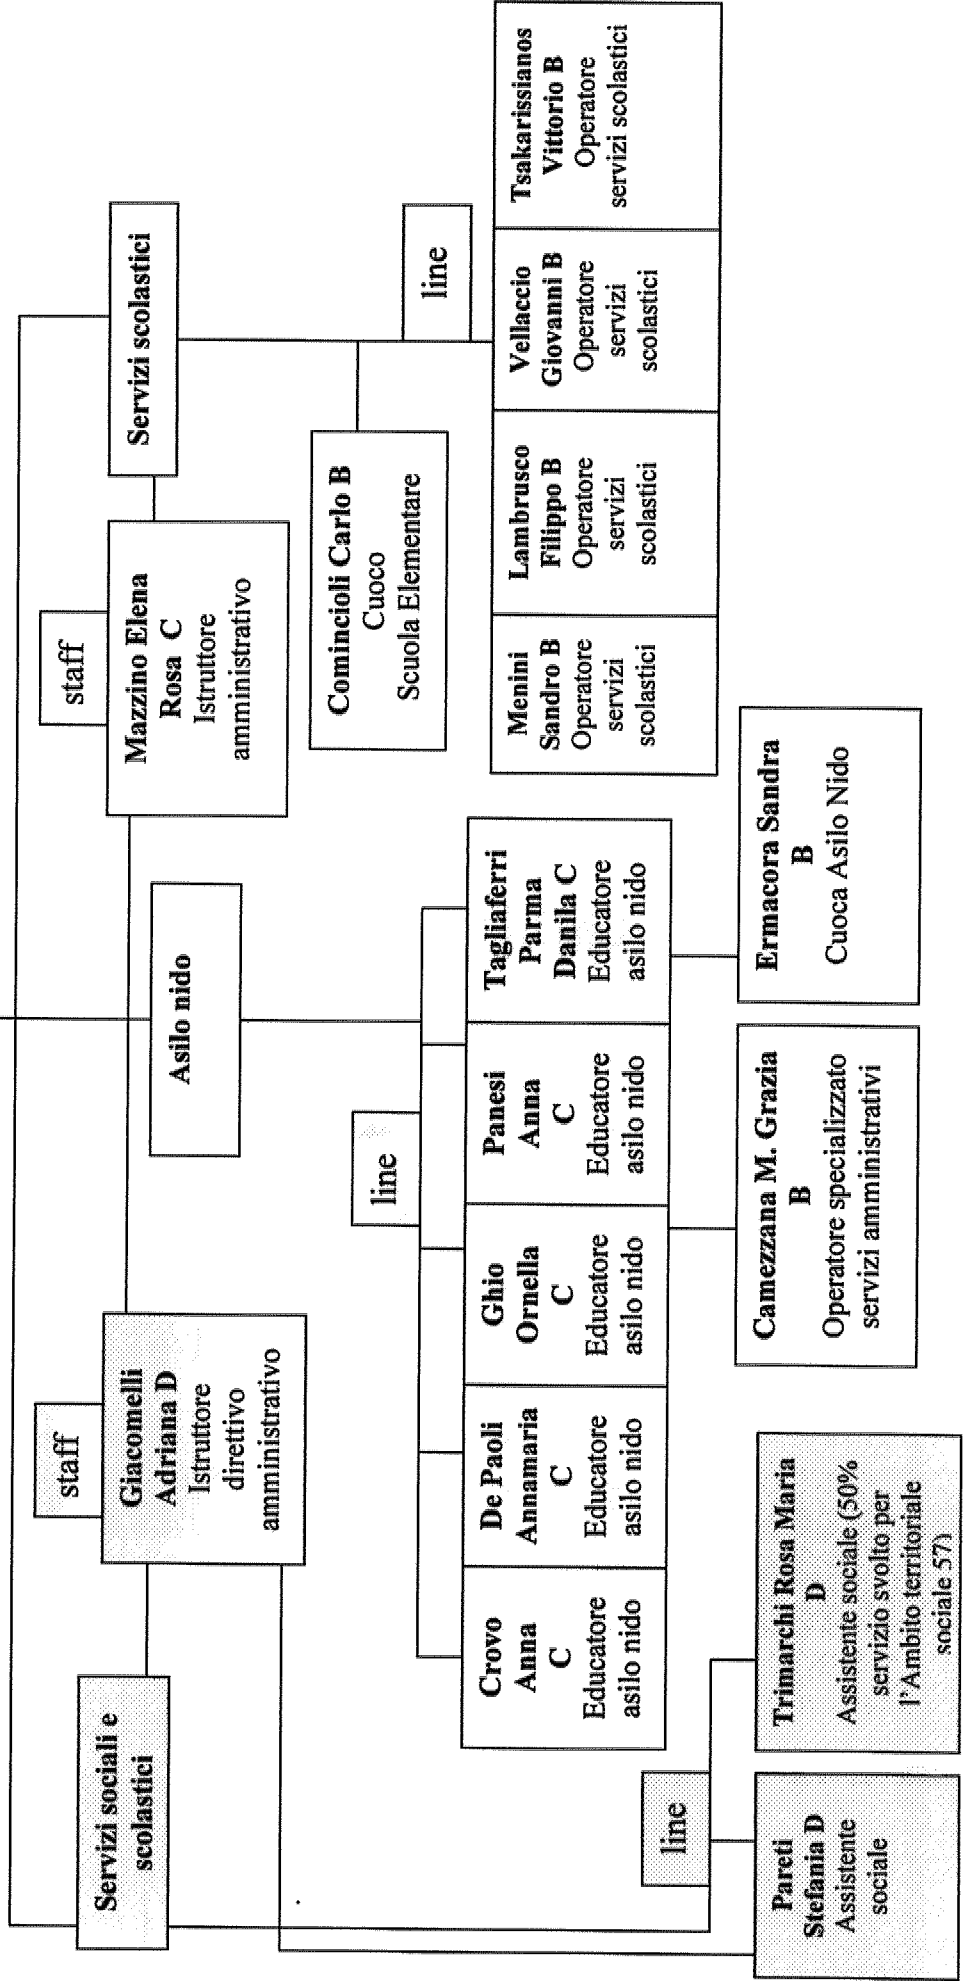 Servizi sociali e
scolastici
staff
Giacomelli
Adriana D
Istruttore
direttivo
amministrativo
Asilo nido
staff
Mazzino Elena
Rosa C
Istruttore
amministrativo
Servizi scolastici
line
Crovo
Anna
C
Educatore
asilo nido
De Paoli
Annamaria
C
Educatore
asilo nido
Ghio
Ornella
C
Educatore
asilo nido
Panesi
Anna
C
Educatore
asilo nido
Tagliaferri
Parma
Danila C
Educatore
asilo nido
Comincioli Carlo B
Cuoco
Scuola Elementare
line
Menini
Sandro B
Operatore
servizi
scolastici
Lambrusco
Filippo B
Operatore
servizi
scolastici
Vellaccio
Giovanni B
Operatore
servizi
scolastici
Tsakarissianos
Vittorio B
Operatore
servizi scolastici
line
Pareti
Stefania D
Assistente
sociale
Trimarchi Rosa Maria
D
Assistente sociale (50%
servizio svolto per
l'Ambito territoriale
sociale 57)
Camezzana M. Grazia
B
Operatore specializzato
servizi amministrativi
Ermacora Sandra
B
Cuoca Asilo Nido